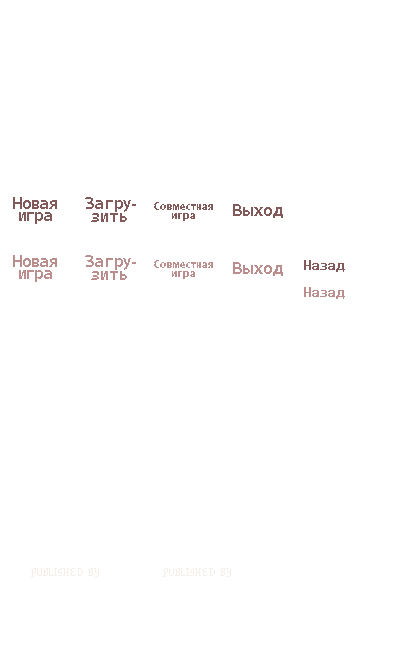 Новая
игра
Загру-
зить
Совместная
игра
Выход
Новая
игра
Загру-
зить
Совместная
игра
Выход
Назад
Назад
PUBLISHED BY
PUBLISHED BY